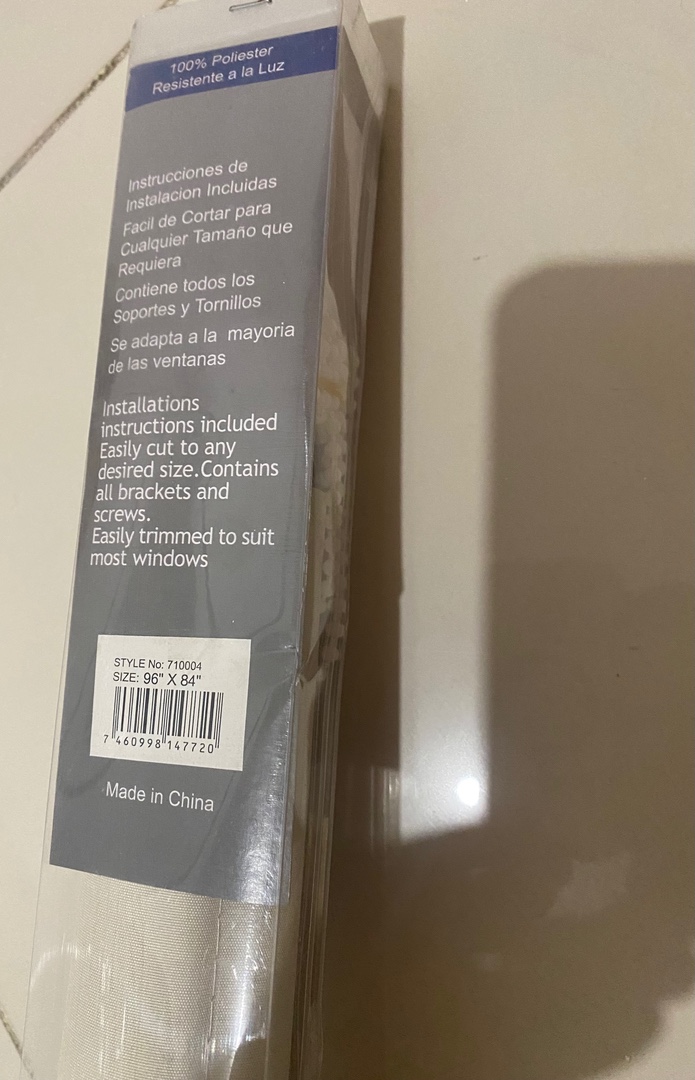 100% Poliester
Resistente a la Luz
Instrucciones de
Instalacion Incluidas
Facil de Cortar para
Cualquier Tamaño que
Requiera
Contiene todos los
Soportes y Tornillos
Se adapta a la mayoria
de las ventanas
Installations
instructions included
Easily cut to any
desired size.Contains
all brackets and
screws.
Easily trimmed to suit
most windows
STYLE No: 710004
SIZE: 96" X 84"
7 460998 147720
Made in China